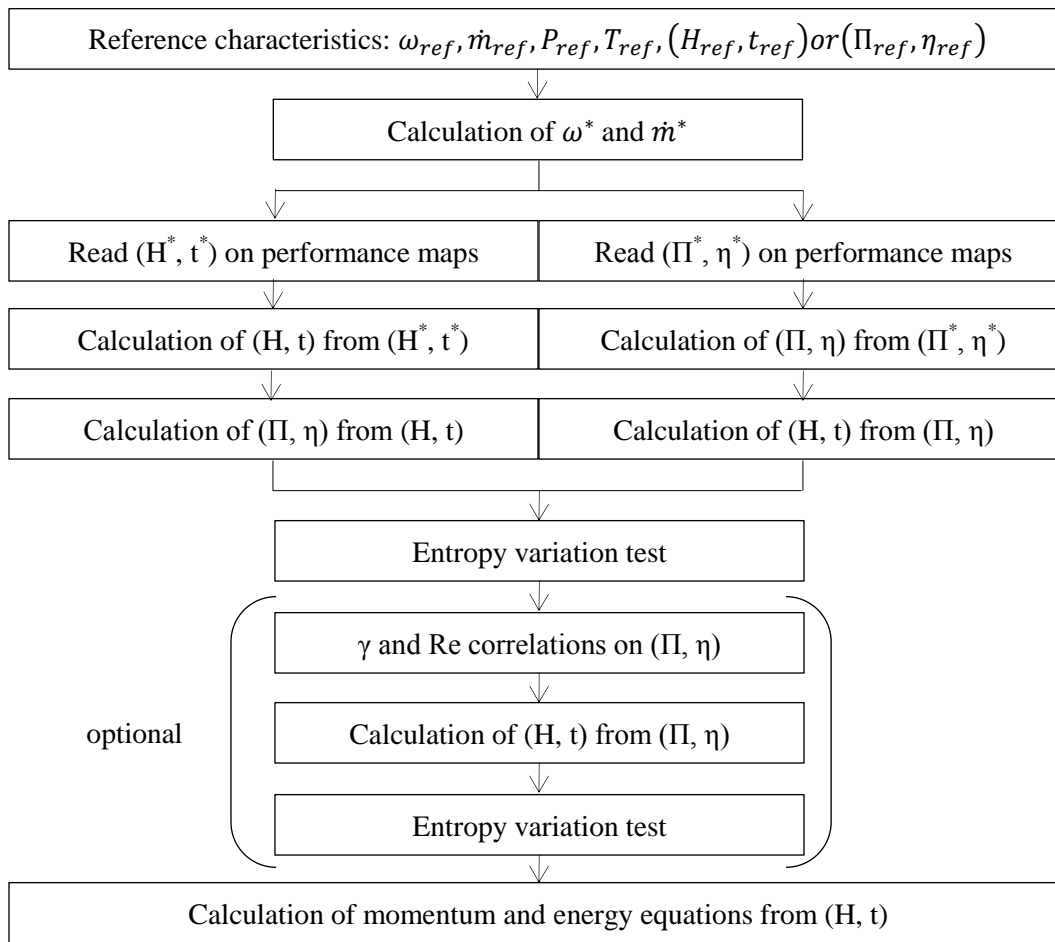 Reference characteristics: ω_ref, ṁ_ref, P_ref, T_ref, (H_ref, t_ref)or(Π_ref, η_ref)
Calculation of ω* and ṁ*
Read (H*, t*) on performance maps
Read (Π*, η*) on performance maps
Calculation of (H, t) from (H*, t*)
Calculation of (Π, η) from (Π*, η*)
Calculation of (Π, η) from (H, t)
Calculation of (H, t) from (Π, η)
Entropy variation test
γ and Re correlations on (Π, η)
optional
Calculation of (H, t) from (Π, η)
Entropy variation test
Calculation of momentum and energy equations from (H, t)